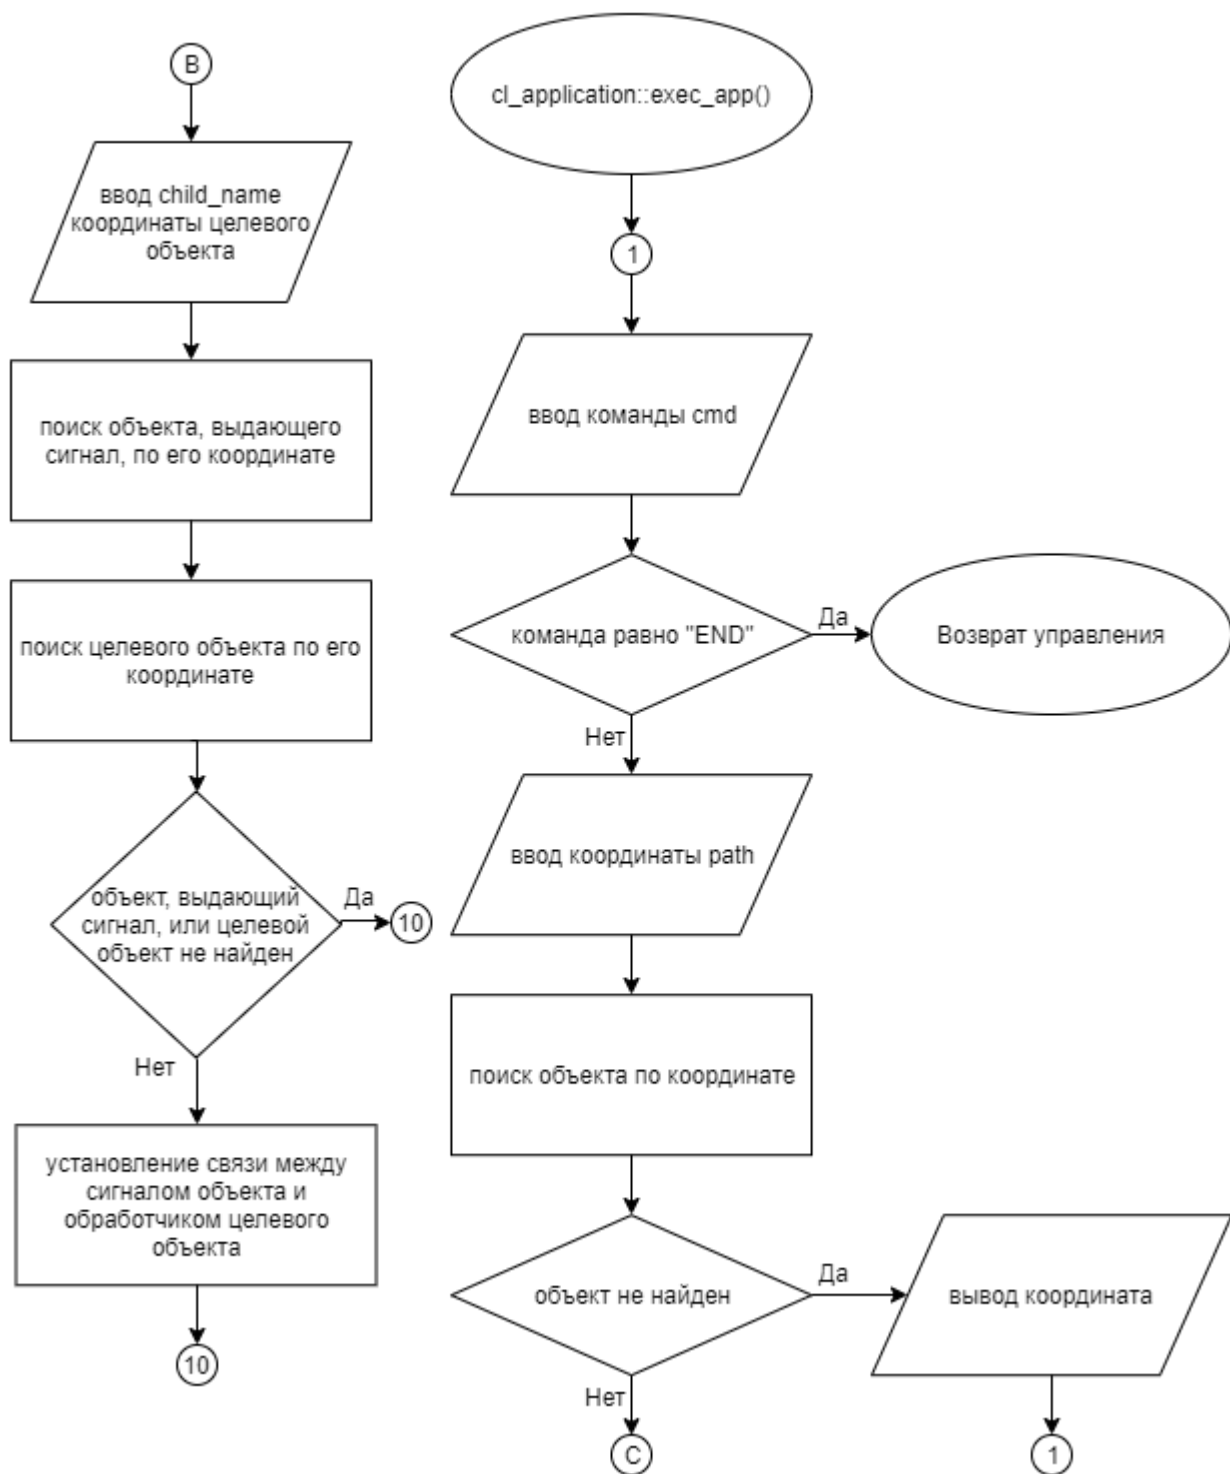 B
ввод child_name
координаты целевого
объекта
поиск объекта, выдающего
сигнал, по его координате
поиск целевого объекта по его
координате
объект, выдающий
сигнал, или целевой
объект не найден
Да
10
Нет
установление связи между
сигналом объекта и
обработчиком целевого
объекта
10
cl_application::exec_app()
1
ввод команды cmd
команда равно "END"
Да
Возврат управления
Нет
ввод координаты path
поиск объекта по координате
объект не найден
Да
вывод координата
1
Нет
C